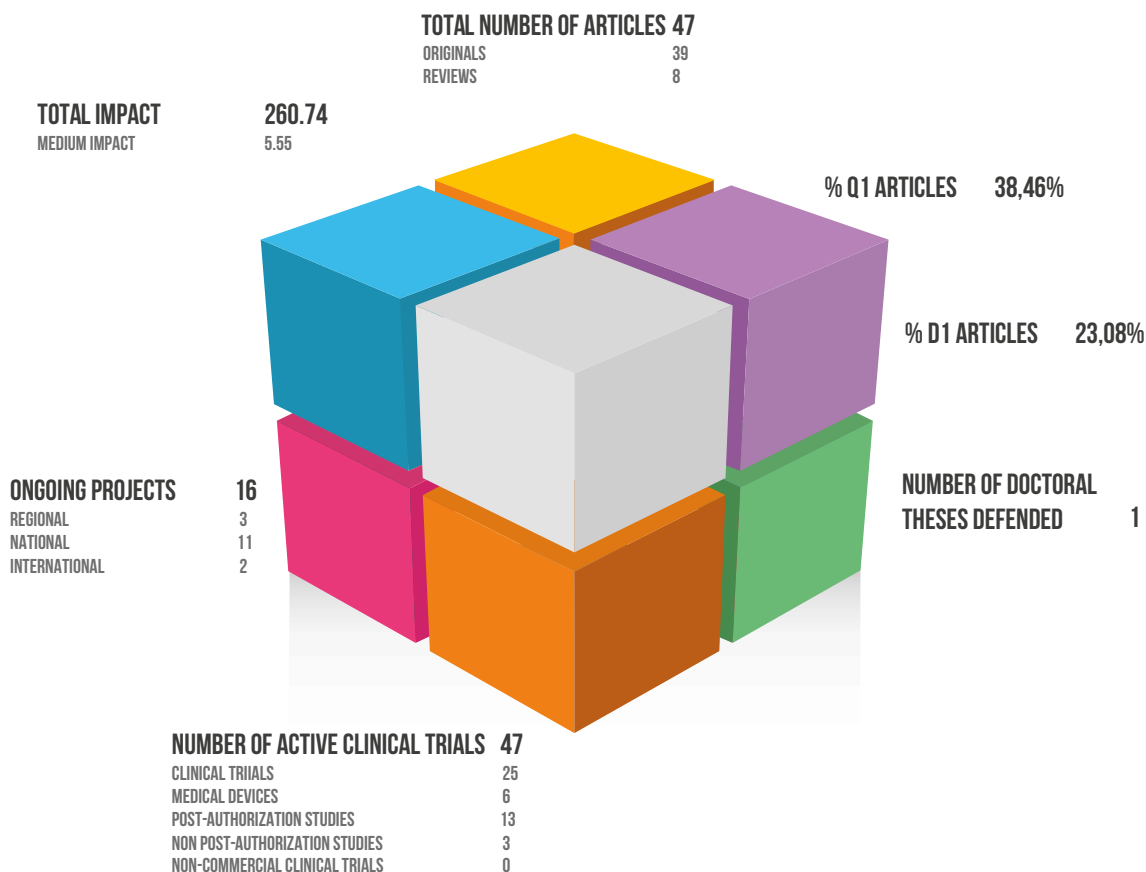 TOTAL NUMBER OF ARTICLES 47
ORIGINALS 39
REVIEWS 8
TOTAL IMPACT 260.74
MEDIUM IMPACT 5.55
% Q1 ARTICLES 38,46%
% D1 ARTICLES 23,08%
ONGOING PROJECTS 16
REGIONAL 3
NATIONAL 11
INTERNATIONAL 2
NUMBER OF DOCTORAL
THESES DEFENDED 1
NUMBER OF ACTIVE CLINICAL TRIALS 47
CLINICAL TRIIALS 25
MEDICAL DEVICES 6
POST-AUTHORIZATION STUDIES 13
NON POST-AUTHORIZATION STUDIES 3
NON-COMMERCIAL CLINICAL TRIALS 0